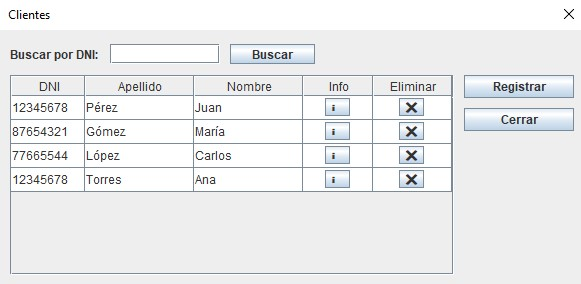 Clientes
Buscar por DNI: Buscar
DNI Apellido Nombre Info Eliminar
12345678 Pérez Juan i
87654321 Gómez María i
77665544 López Carlos i
12345678 Torres Ana i
Registrar
Cerrar